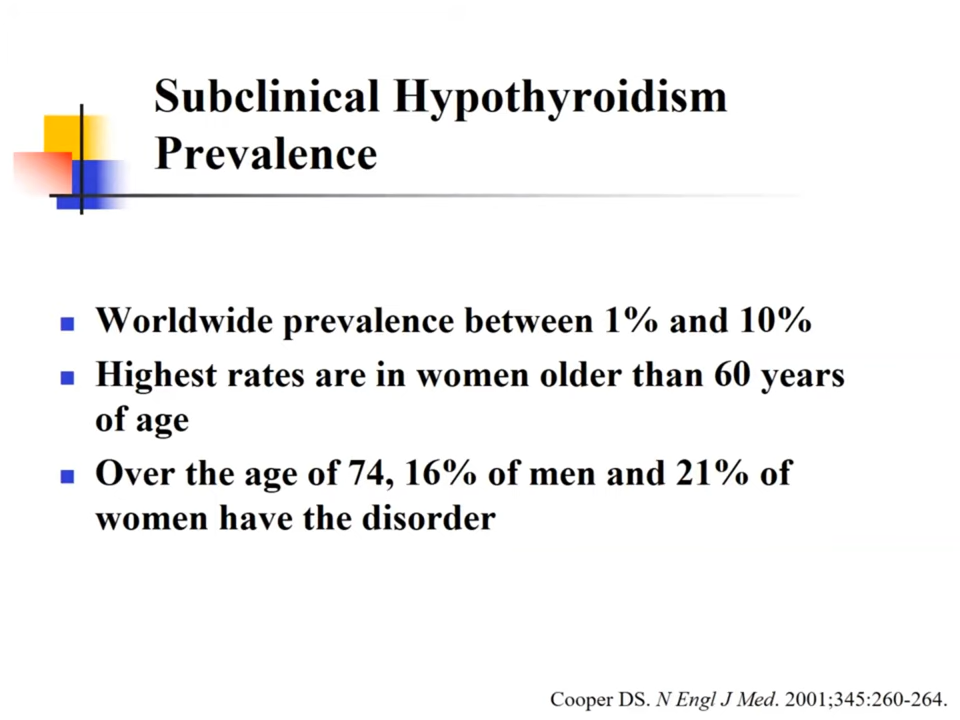 Subclinical Hypothyroidism
Prevalence
Worldwide prevalence between 1% and 10%
Highest rates are in women older than 60 years
of age
Over the age of 74, 16% of men and 21% of
women have the disorder
Cooper DS. N Engl J Med. 2001;345:260-264.